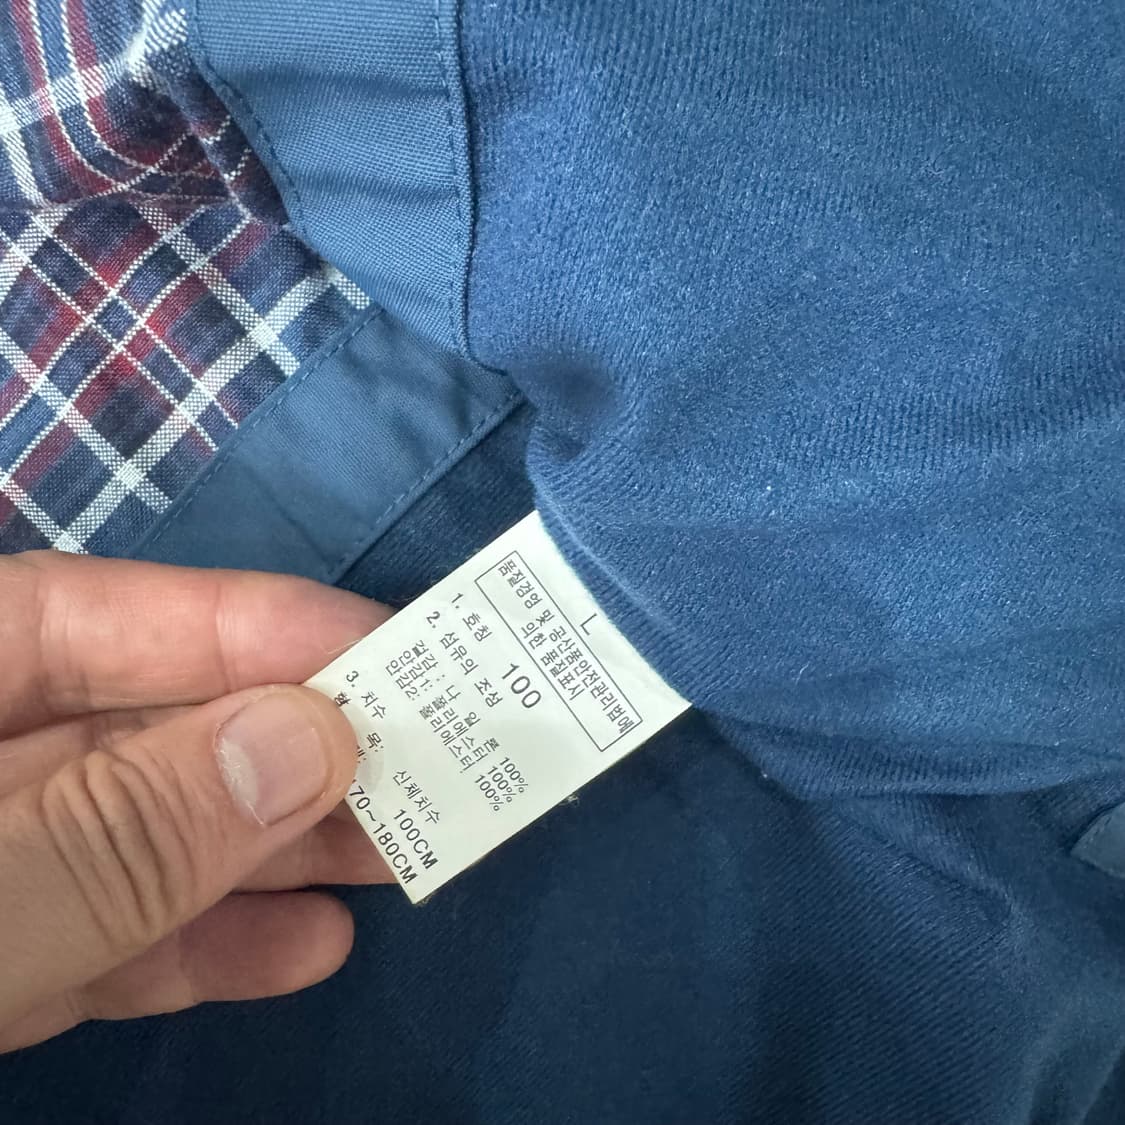 L
품질경영 및 공산품안전관리법에
의한 품질표시
1. 호칭 100
2. 섬유의 조성
겉감 : 나 일 론 100%
안감1: 폴리에스터 100%
안감2: 폴리에스터 100%
3. 치수
목: 신체치수
100CM
170~180CM